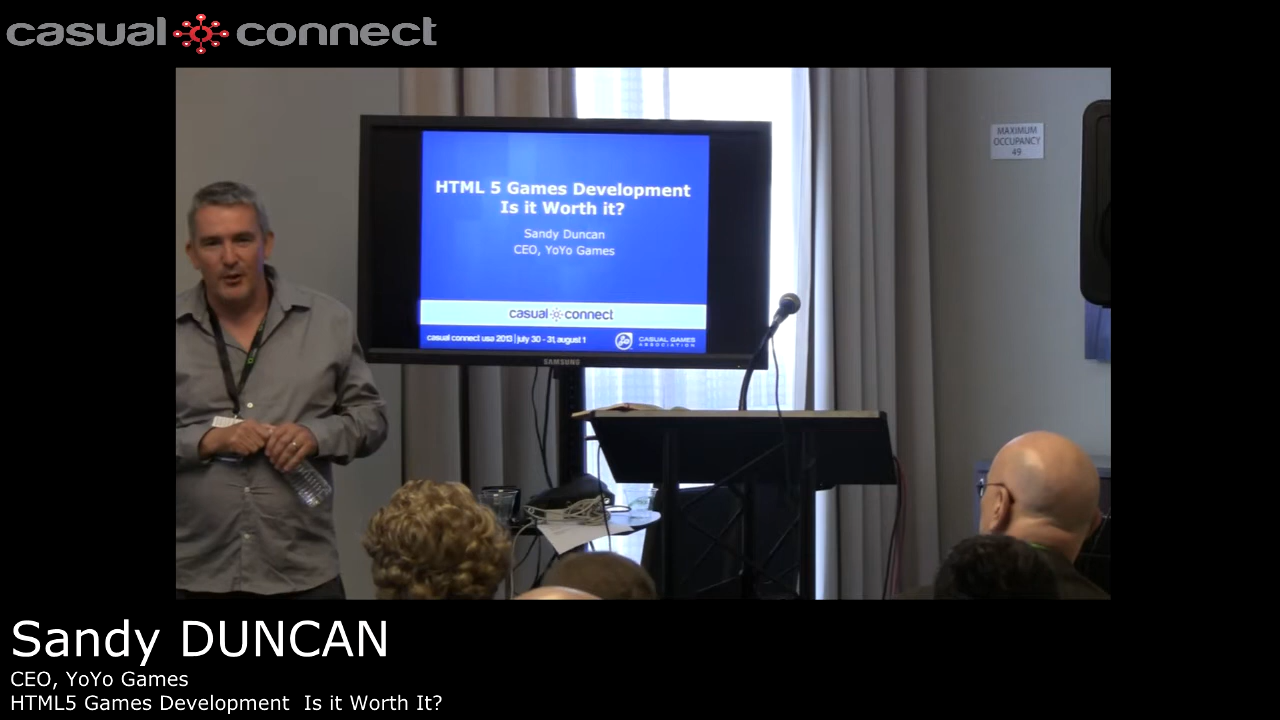 casual connect
MAXIMUM
OCCUPANCY
49
HTML 5 Games Development
Is it Worth it?
Sandy Duncan
CEO, YoYo Games
casual connect
casual connect usa 2013 | july 30 - 31, august 1
CASUAL GAMES
ASSOCIATION
SAMSUNG
Sandy DUNCAN
CEO, YoYo Games
HTML5 Games Development  Is it Worth It?